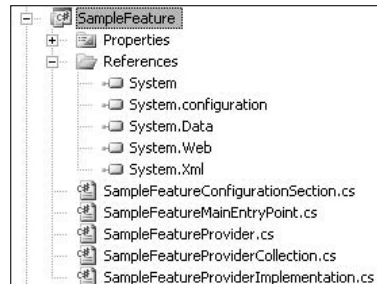 SampleFeature
Properties
References
System
System.configuration
System.Data
System.Web
System.Xml
SampleFeatureConfigurationSection.cs
SampleFeatureMainEntryPoint.cs
SampleFeatureProvider.cs
SampleFeatureProviderCollection.cs
SampleFeatureProviderImplementation.cs